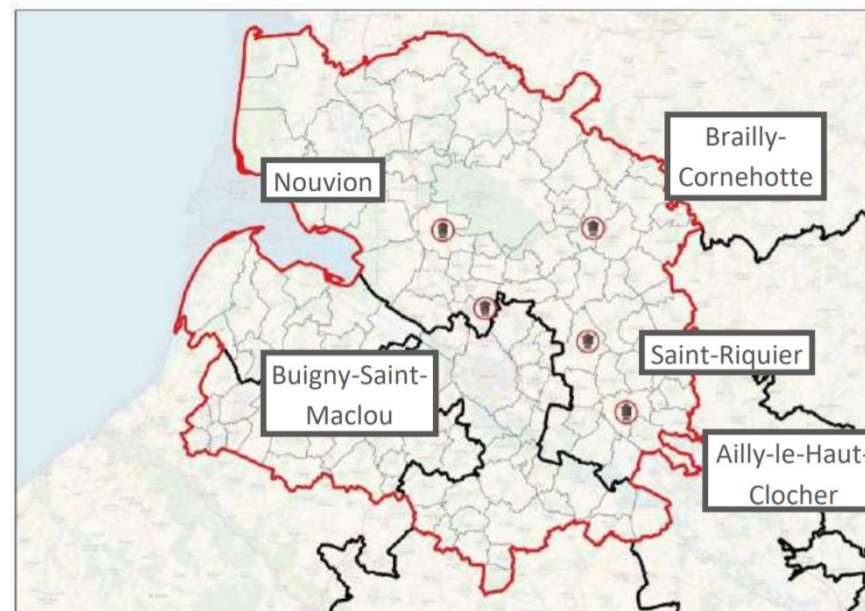 Brailly-
Cornehotte
Nouvion
Saint-Riquier
Buigny-Saint-
Maclou
Ailly-le-Haut-
Clocher